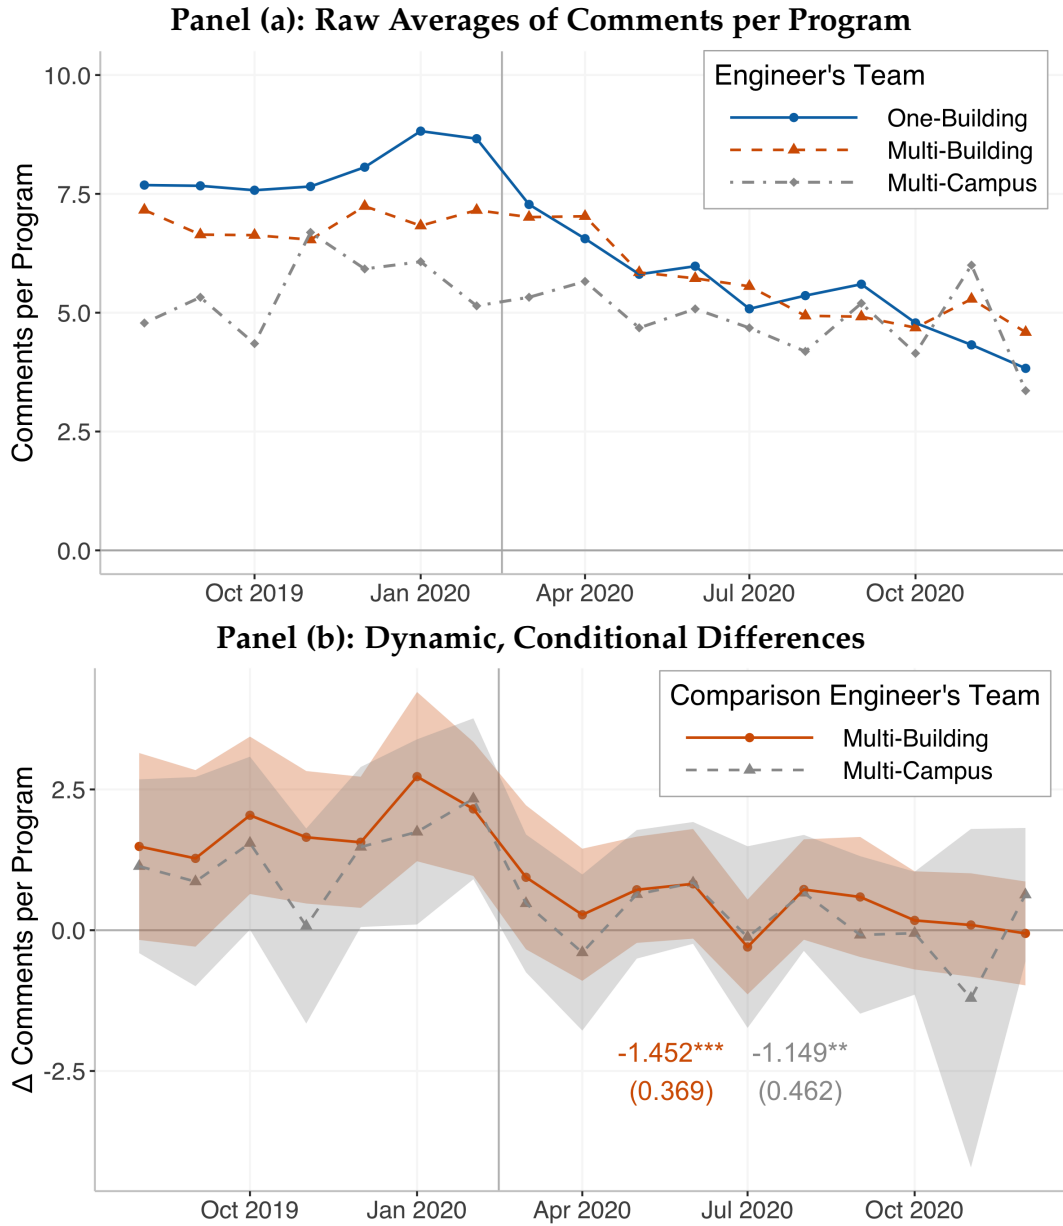 Panel (a): Raw Averages of Comments per Program
Engineer's Team
One-Building
Multi-Building
Multi-Campus
Comments per Program
10.0
7.5
5.0
2.5
0.0
Oct 2019
Jan 2020
Apr 2020
Jul 2020
Oct 2020
Panel (b): Dynamic, Conditional Differences
Comparison Engineer's Team
Multi-Building
Multi-Campus
Δ Comments per Program
2.5
0.0
-2.5
-1.452*** -1.149**
(0.369) (0.462)
Oct 2019
Jan 2020
Apr 2020
Jul 2020
Oct 2020